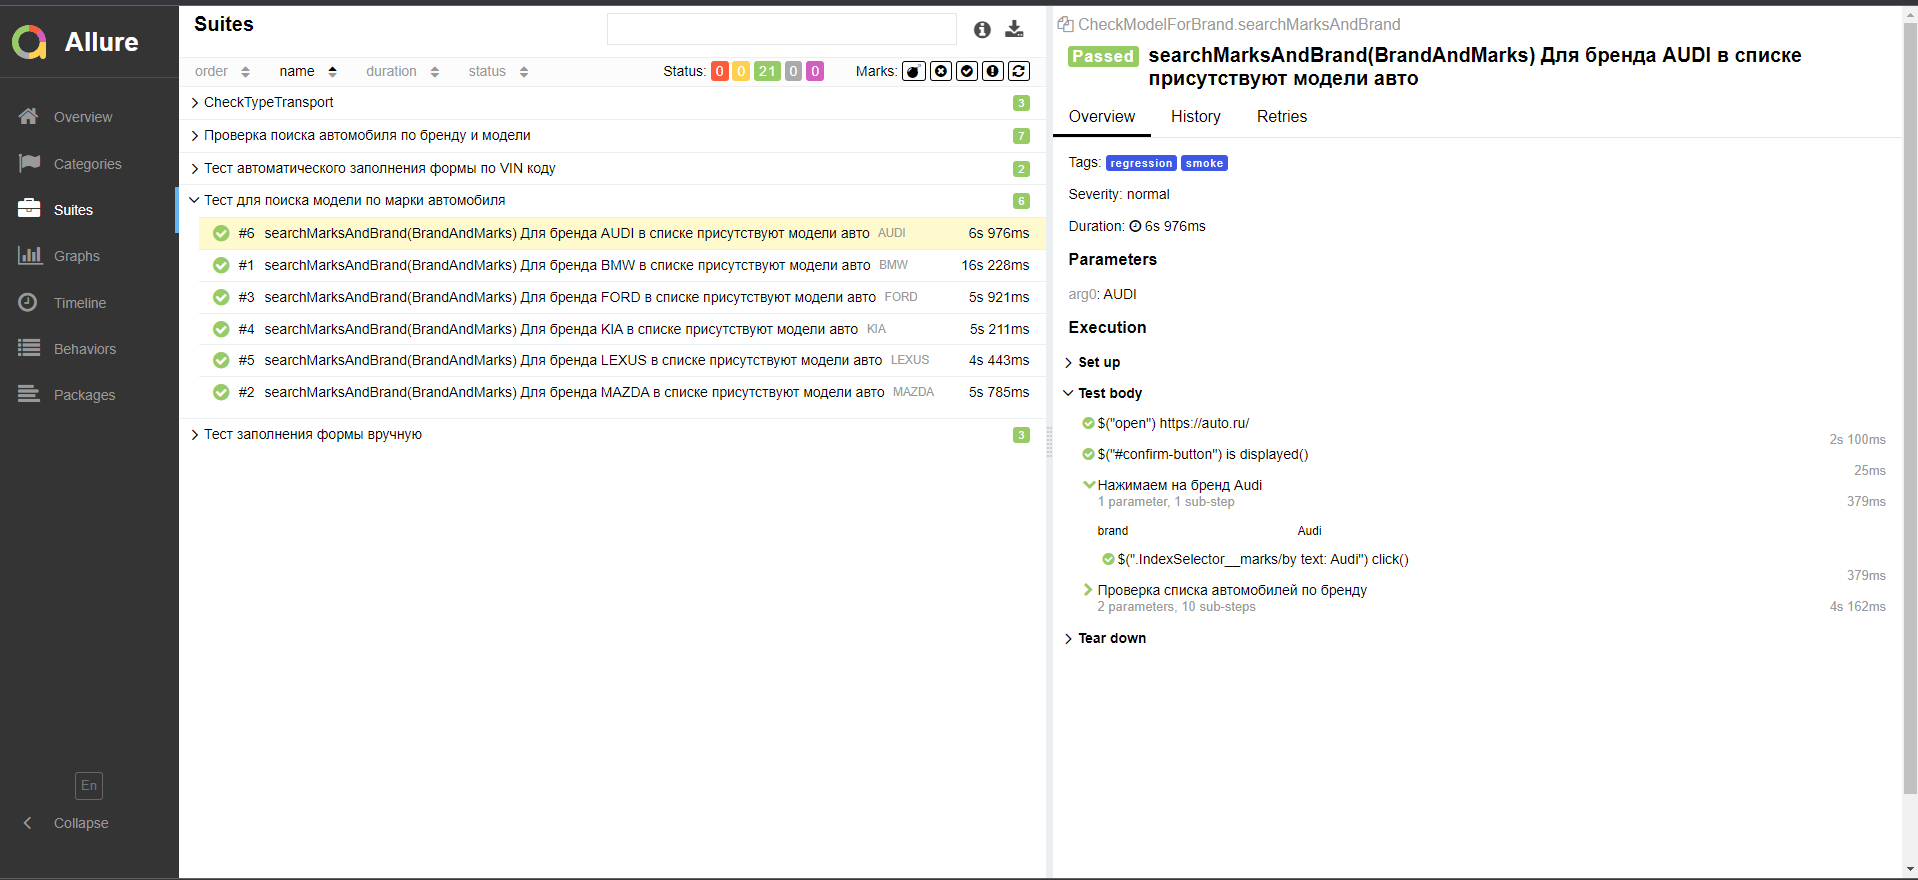 Allure
Overview
Categories
Suites
Graphs
Timeline
Behaviors
Packages
En
Collapse
Suites
order name duration status Status: 0 0 21 0 0 Marks:
CheckTypeTransport 3
Проверка поиска автомобиля по бренду и модели 7
Тест автоматического заполнения формы по VIN коду 2
Тест для поиска модели по марки автомобиля 6
#6 searchMarksAndBrand(BrandAndMarks) Для бренда AUDI в списке присутствуют модели авто AUDI 6s 976ms
#1 searchMarksAndBrand(BrandAndMarks) Для бренда BMW в списке присутствуют модели авто BMW 16s 228ms
#3 searchMarksAndBrand(BrandAndMarks) Для бренда FORD в списке присутствуют модели авто FORD 5s 921ms
#4 searchMarksAndBrand(BrandAndMarks) Для бренда KIA в списке присутствуют модели авто KIA 5s 211ms
#5 searchMarksAndBrand(BrandAndMarks) Для бренда LEXUS в списке присутствуют модели авто LEXUS 4s 443ms
#2 searchMarksAndBrand(BrandAndMarks) Для бренда MAZDA в списке присутствуют модели авто MAZDA 5s 785ms
Тест заполнения формы вручную 3
CheckModelForBrand.searchMarksAndBrand
Passed searchMarksAndBrand(BrandAndMarks) Для бренда AUDI в списке
присутствуют модели авто
Overview History Retries
Tags: regression smoke
Severity: normal
Duration: 6s 976ms
Parameters
arg0: AUDI
Execution
Set up
Test body
$("open") https://auto.ru/
2s 100ms
$("#confirm-button") is displayed()
25ms
Нажимаем на бренд Audi
1 parameter, 1 sub-step 379ms
brand Audi
$(".IndexSelector__marks/by text: Audi") click()
379ms
Проверка списка автомобилей по бренду
2 parameters, 10 sub-steps 4s 162ms
Tear down